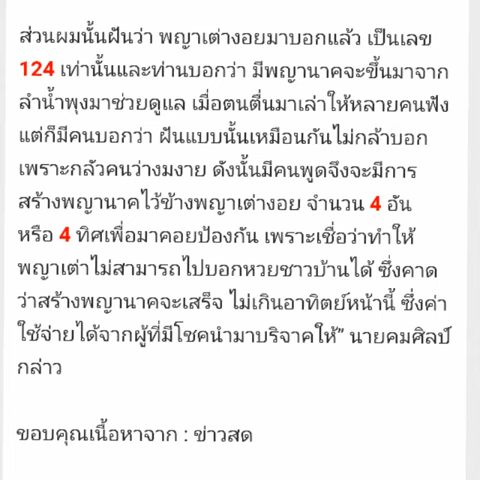 ส่วนผมนั้นฝันว่า พญาเต่างอยมาบอกแล้ว เป็นเลข
124 เท่านั้นและท่านบอกว่า มีพญานาคจะขึ้นมาจาก
ลำน้ำพุงมาช่วยดูแล เมื่อตนตื่นมาเล่าให้หลายคนฟัง
แต่ก็มีคนบอกว่า ฝันแบบนั้นเหมือนกันไม่กล้าบอก
เพราะกลัวคนว่างมงาย ดังนั้นมีคนพูดจึงจะมีการ
สร้างพญานาคไว้ข้างพญาเต่างอย จำนวน 4 อัน
หรือ 4 ทิศเพื่อมาคอยป้องกัน เพราะเชื่อว่าทำให้
พญาเต่าไม่สามารถไปบอกหวยชาวบ้านได้ ซึ่งคาด
ว่าสร้างพญานาคจะเสร็จ ไม่เกินอาทิตย์หน้านี้ ซึ่งค่า
ใช้จ่ายได้จากผู้ที่มีโชคนำมาบริจาคให้” นายคมศิลป์
กล่าว
ขอบคุณเนื้อหาจาก : ข่าวสด